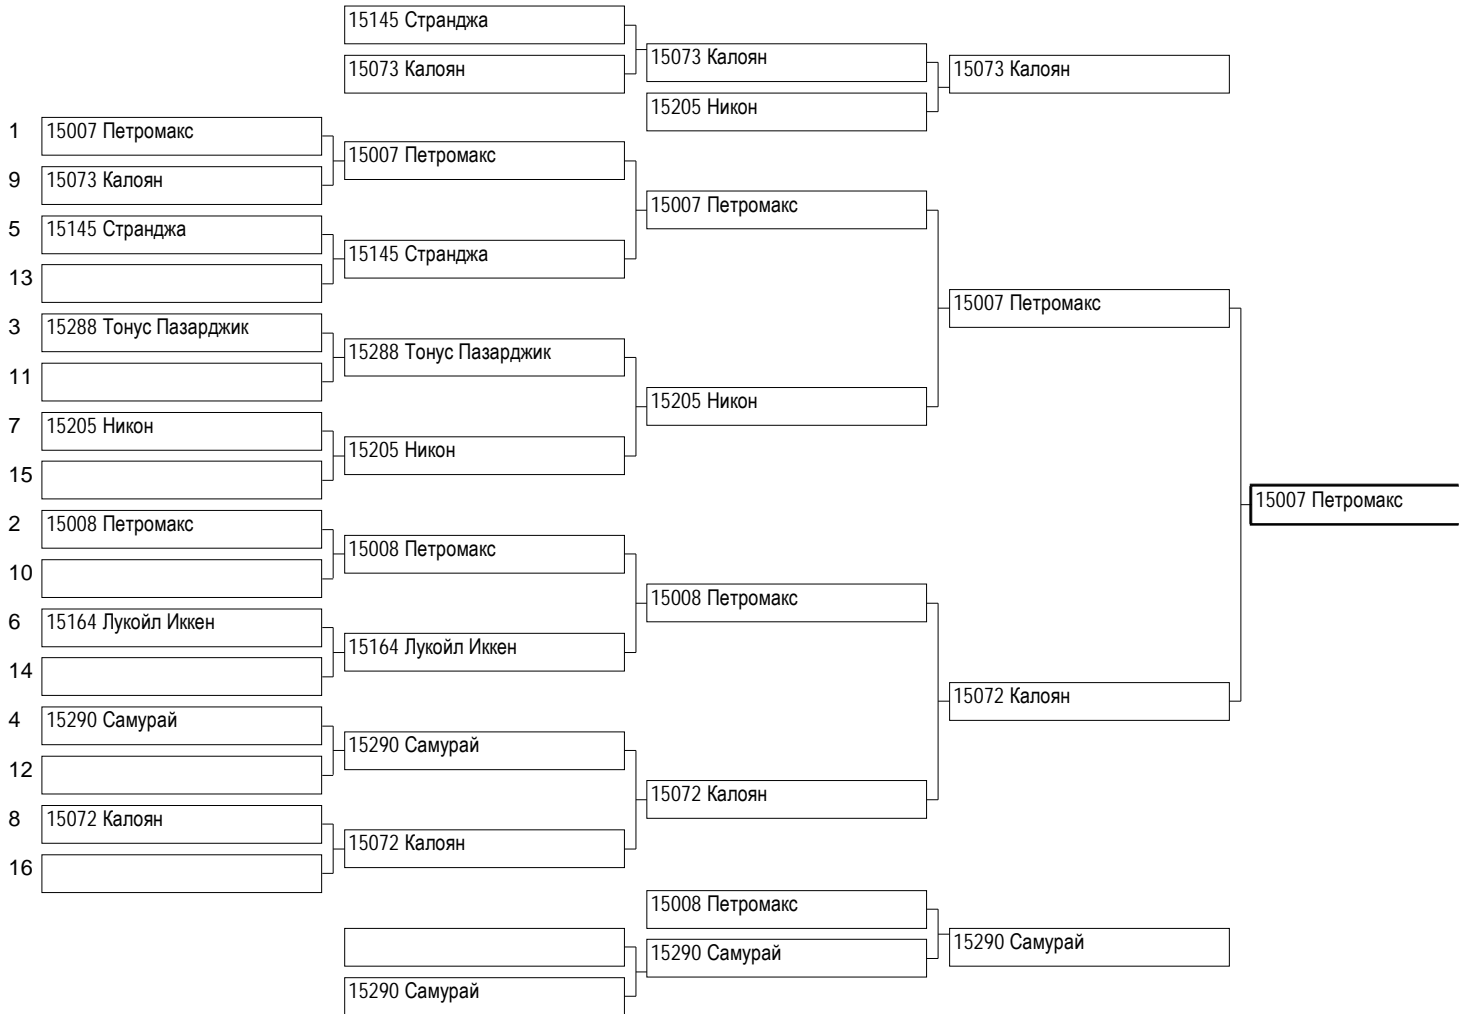 15145 Странджа
15073 Калоян
15073 Калоян
15205 Никон
15073 Калоян
1 15007 Петромакс
9 15073 Калоян
5 15145 Странджа
13
3 15288 Тонус Пазарджик
11
7 15205 Никон
15
2 15008 Петромакс
10
6 15164 Лукойл Иккен
14
4 15290 Самурай
12
8 15072 Калоян
16
15007 Петромакс
15145 Странджа
15288 Тонус Пазарджик
15205 Никон
15008 Петромакс
15164 Лукойл Иккен
15290 Самурай
15072 Калоян
15007 Петромакс
15205 Никон
15008 Петромакс
15072 Калоян
15007 Петромакс
15072 Калоян
15007 Петромакс
15290 Самурай
15008 Петромакс
15290 Самурай
15290 Самурай